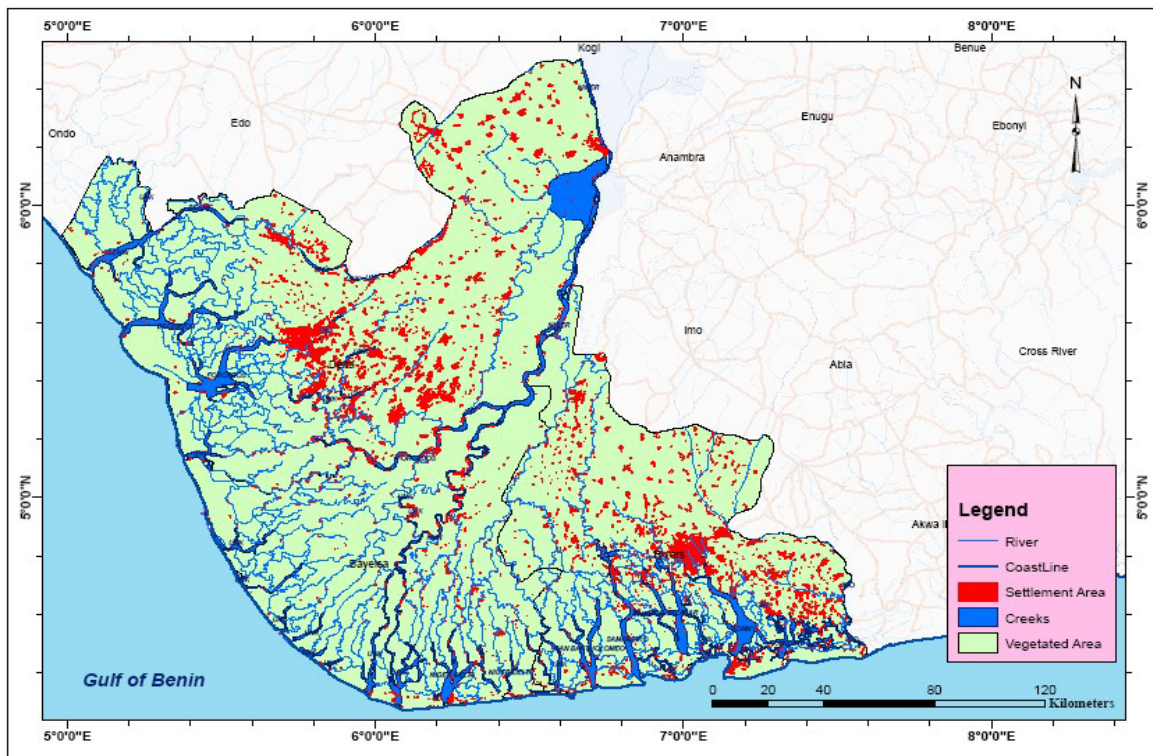 5°0'0"E 6°0'0"E 7°0'0"E 8°0'0"E
Kogi
Benue
N
Enugu
Edo
Ebonyi
Ondo
Anambra
6°0'0"N
6°0'0"N
Imo
Cross River
Abia
Delta
5°0'0"N
5°0'0"N
Legend
River
CoastLine
Settlement Area
Creeks
Vegetated Area
Akwa
Rivers
Bayelsa
Gulf of Benin
0 20 40 80 120
Kilometers
5°0'0"E 6°0'0"E 7°0'0"E 8°0'0"E